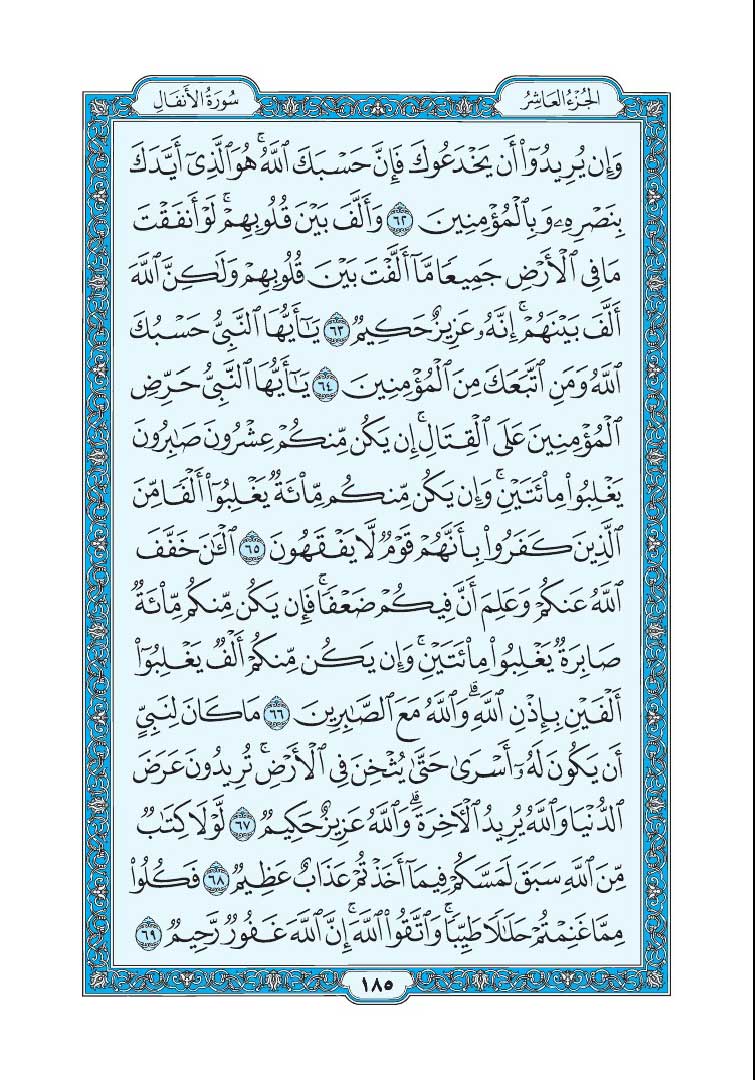 الجُزْءُ العَاشِرُ
سُورَةُ الأَنفَالِ
وَإِن يُرِيدُوٓا۟ أَن يَخْدَعُوكَ فَإِنَّ حَسْبَكَ ٱللَّهُ ۚ هُوَ ٱلَّذِىٓ أَيَّدَكَ
بِنَصْرِهِۦ وَبِٱلْمُؤْمِنِينَ ٦٢ وَأَلَّفَ بَيْنَ قُلُوبِهِمْ ۚ لَوْ أَنفَقْتَ
مَا فِى ٱلْأَرْضِ جَمِيعًا مَّآ أَلَّفْتَ بَيْنَ قُلُوبِهِمْ وَلَـٰكِنَّ ٱللَّهَ
أَلَّفَ بَيْنَهُمْ ۚ إِنَّهُۥ عَزِيزٌ حَكِيمٌ ٦٣ يَـٰٓأَيُّهَا ٱلنَّبِىُّ حَسْبُكَ
ٱللَّهُ وَمَنِ ٱتَّبَعَكَ مِنَ ٱلْمُؤْمِنِينَ ٦٤ يَـٰٓأَيُّهَا ٱلنَّبِىُّ حَرِّضِ
ٱلْمُؤْمِنِينَ عَلَى ٱلْقِتَالِ ۚ إِن يَكُن مِّنكُمْ عِشْرُونَ صَـٰبِرُونَ
يَغْلِبُوا۟ مِا۟ئَتَيْنِ ۚ وَإِن يَكُن مِّنكُم مِّا۟ئَةٌ يَغْلِبُوٓا۟ أَلْفًا مِّنَ
ٱلَّذِينَ كَفَرُوا۟ بِأَنَّهُمْ قَوْمٌ لَّا يَفْقَهُونَ ٦٥ ٱلْـَٔـٰنَ خَفَّفَ
ٱللَّهُ عَنكُمْ وَعَلِمَ أَنَّ فِيكُمْ ضَعْفًا ۚ فَإِن يَكُن مِّنكُم مِّا۟ئَةٌ
صَابِرَةٌ يَغْلِبُوا۟ مِا۟ئَتَيْنِ ۚ وَإِن يَكُن مِّنكُمْ أَلْفٌ يَغْلِبُوٓا۟
أَلْفَيْنِ بِإِذْنِ ٱللَّهِ ۗ وَٱللَّهُ مَعَ ٱلصَّـٰبِرِينَ ٦٦ مَا كَانَ لِنَبِىٍّ
أَن يَكُونَ لَهُۥٓ أَسْرَىٰ حَتَّىٰ يُثْخِنَ فِى ٱلْأَرْضِ ۚ تُرِيدُونَ عَرَضَ
ٱلدُّنْيَا وَٱللَّهُ يُرِيدُ ٱلْـَٔاخِرَةَ ۗ وَٱللَّهُ عَزِيزٌ حَكِيمٌ ٦٧ لَّوْلَا كِتَـٰبٌ
مِّنَ ٱللَّهِ سَبَقَ لَمَسَّكُمْ فِيمَآ أَخَذْتُمْ عَذَابٌ عَظِيمٌ ٦٨ فَكُلُوا۟
مِمَّا غَنِمْتُمْ حَلَـٰلًا طَيِّبًا ۚ وَٱتَّقُوا۟ ٱللَّهَ ۚ إِنَّ ٱللَّهَ غَفُورٌ رَّحِيمٌ ٦٩
١٨٥